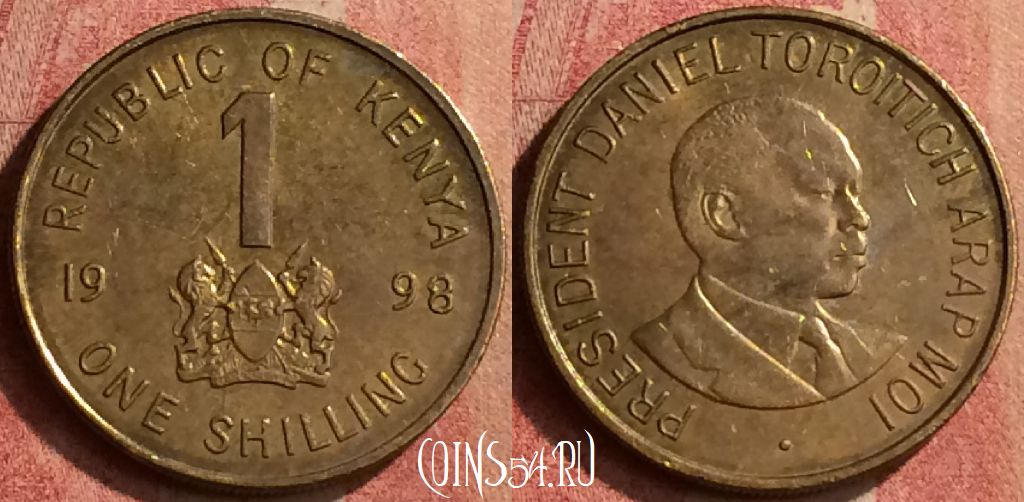 REPUBLIC OF KENYA
1
19 98
ONE SHILLING
PRESIDENT DANIEL TOROITICH ARAP MOI
COINS54.RU